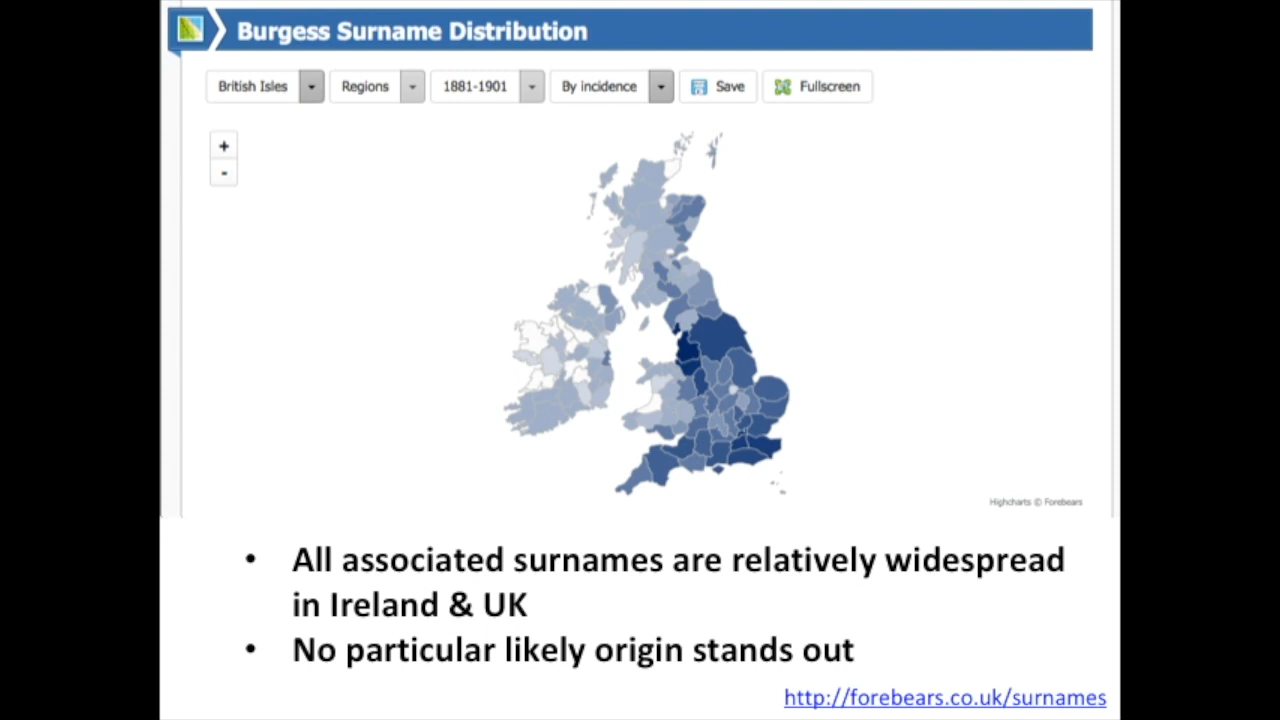 Burgess Surname Distribution
British Isles Regions 1881-1901 By incidence Save Fullscreen
+
-
Highcharts © Forebears
• All associated surnames are relatively widespread
in Ireland & UK
• No particular likely origin stands out
http://forebears.co.uk/surnames